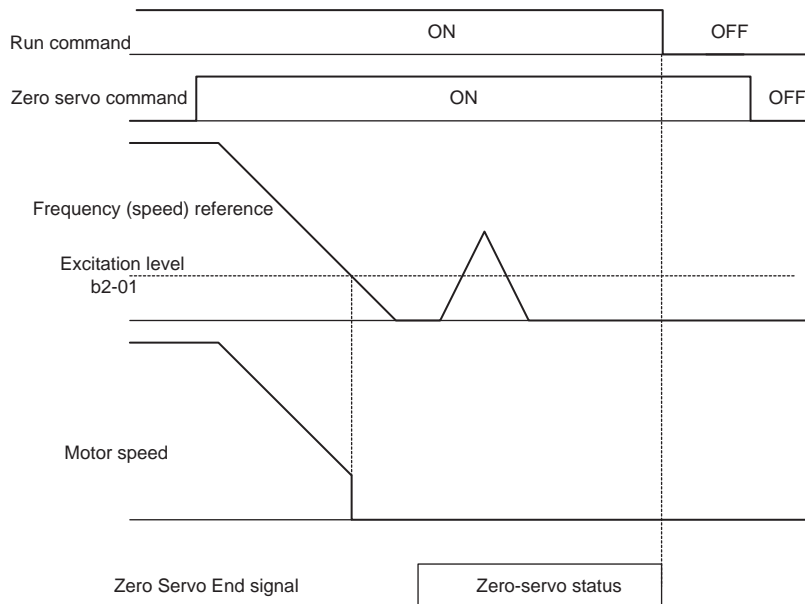 ON
OFF
Run command
Zero servo command
ON
OFF
Frequency (speed) reference
Excitation level
b2-01
Motor speed
Zero Servo End signal
Zero-servo status